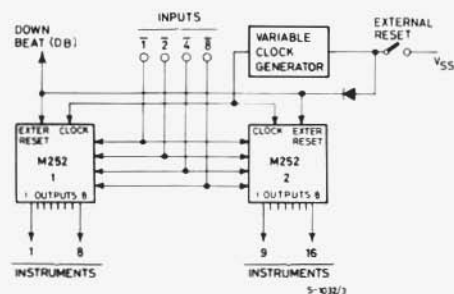 DOWN
BEAT (DB)
INPUTS
1 2 4 8
VARIABLE
CLOCK
GENERATOR
EXTERNAL
RESET
VSS
EXTER CLOCK
RESET
M252
1
1 OUTPUTS 8
CLOCK EXTER
RESET
M252
2
1 OUTPUTS 8
1 8
INSTRUMENTS
9 16
INSTRUMENTS
S-1032/3